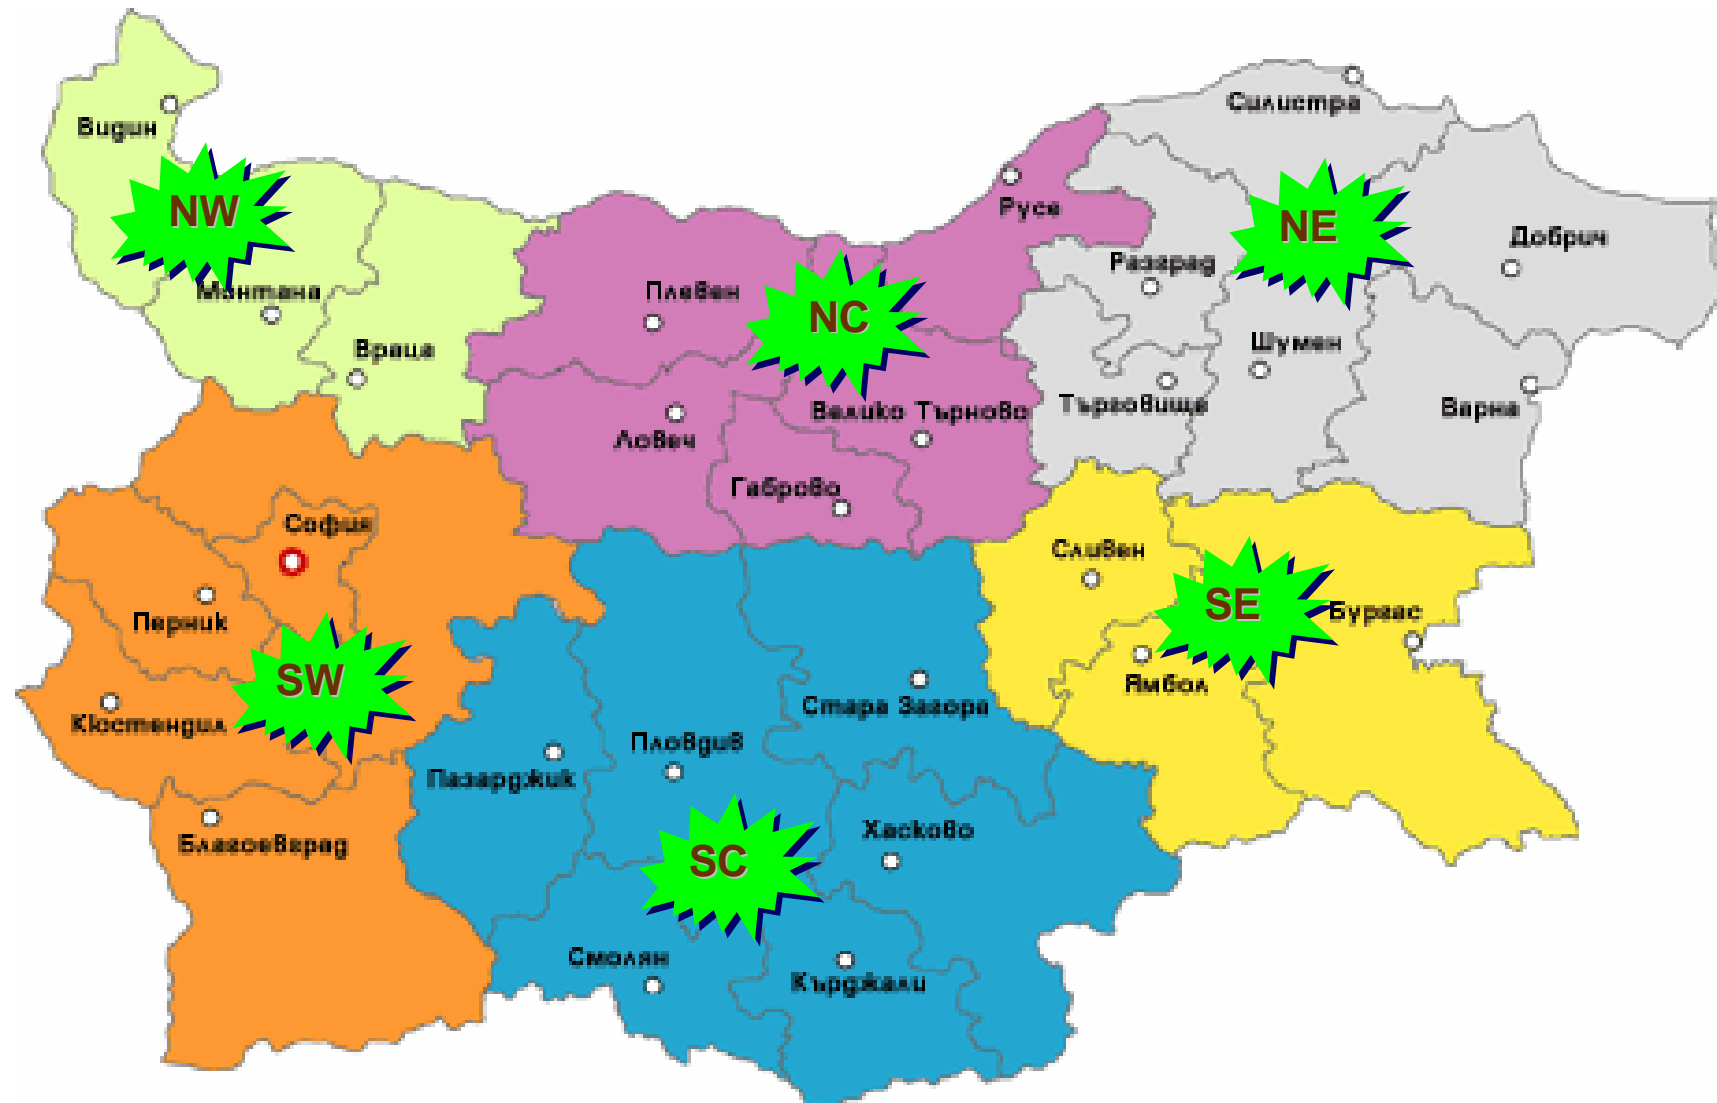 Видин
NW
Монтана
Враца
Плевен
NC
Ловеч
Велико Търново
Габрово
Русе
Силистра
NE
Добрич
Разград
Шумен
Търговище
Варна
София
Перник
SW
Кюстендил
Благоевград
Пазарджик
Пловдив
Стара Загора
SC
Хасково
Смолян
Кърджали
Сливен
SE
Бургас
Ямбол